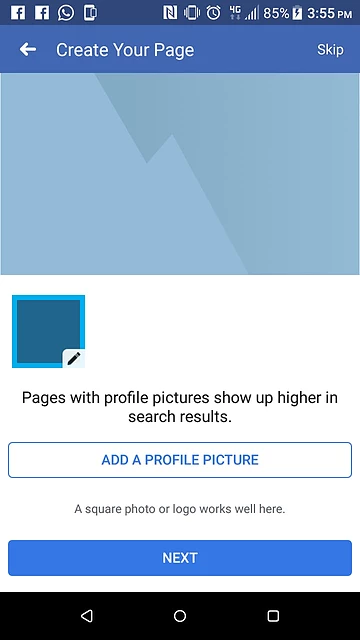 4G 85% 3:55 PM
Create Your Page Skip
Pages with profile pictures show up higher in
search results.
ADD A PROFILE PICTURE
A square photo or logo works well here.
NEXT